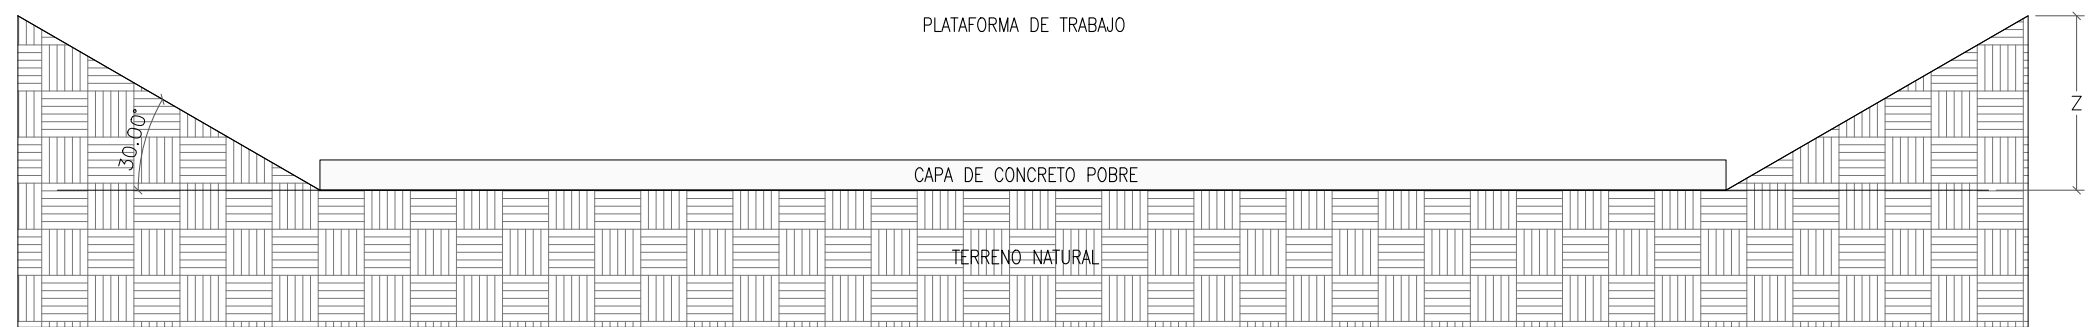 PLATAFORMA DE TRABAJO
30.00°
Z
CAPA DE CONCRETO POBRE
TERRENO NATURAL